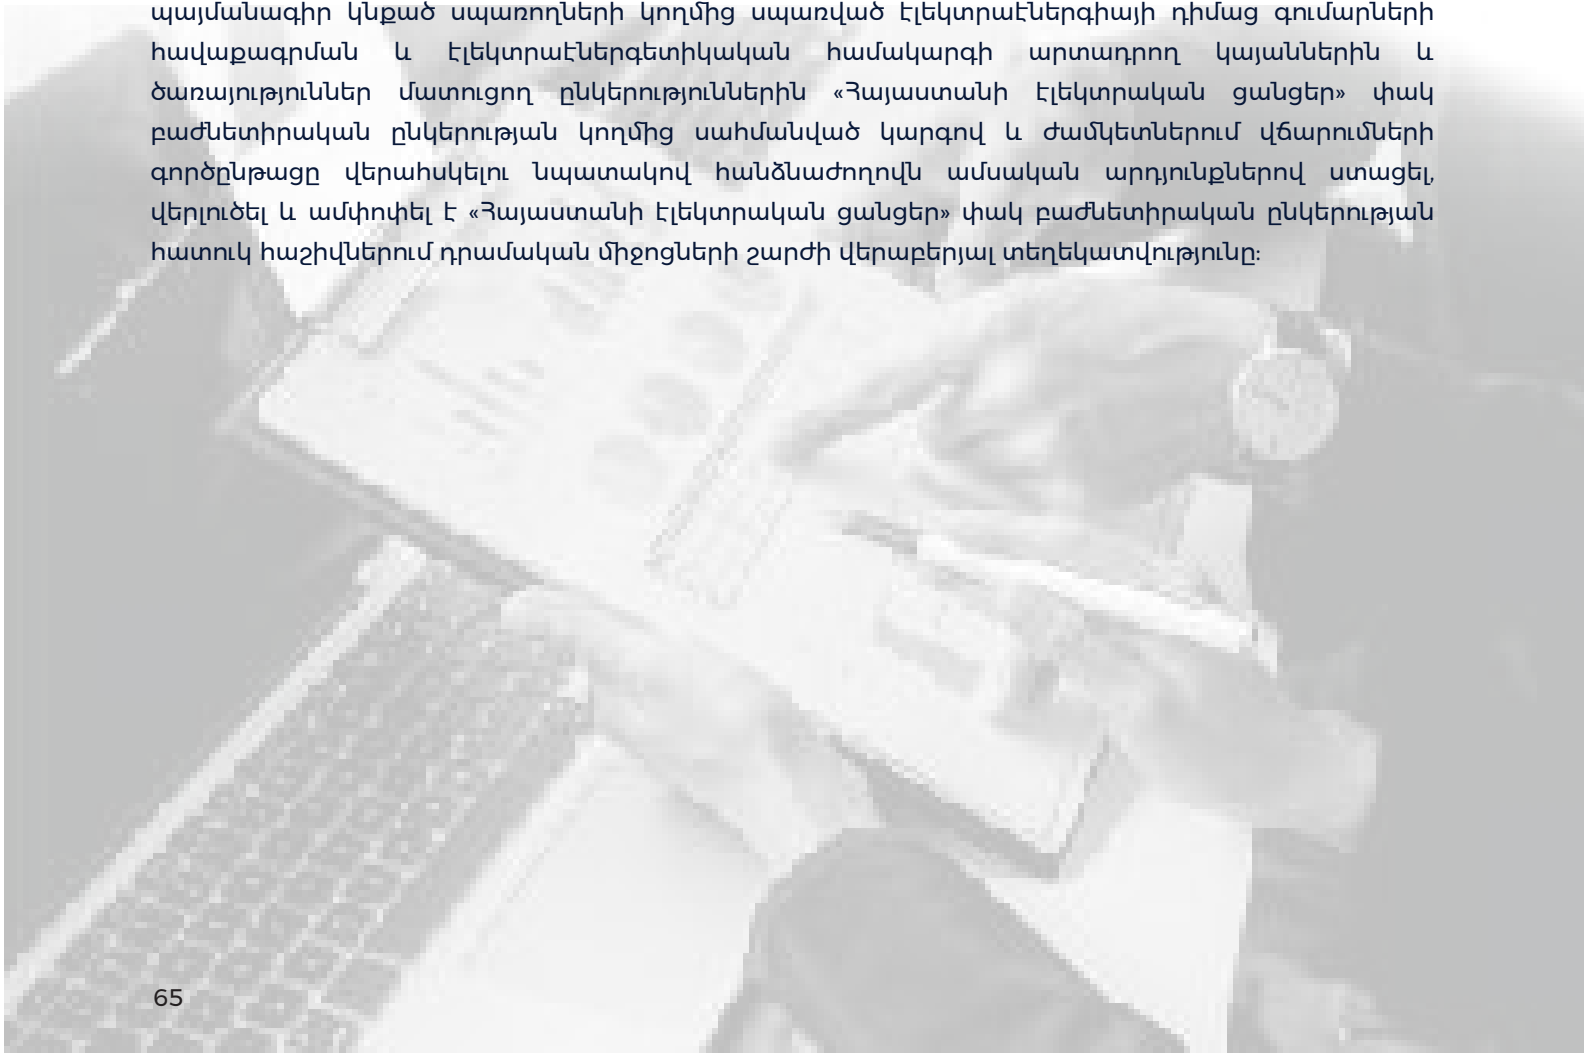 պայմանագիր կնքած սպառողների կողմից սպառված էլեկտրաէներգիայի դիմաց գումարների
հավաքագրման և էլեկտրաէներգետիկական համակարգի արտադրող կայաններին և
ծառայություններ մատուցող ընկերություններին «Հայաստանի էլեկտրական ցանցեր» փակ
բաժնետիրական ընկերության կողմից սահմանված կարգով և ժամկետներում վճարումների
գործընթացը վերահսկելու նպատակով հանձնաժողովն ամսական արդյունքներով ստացել,
վերլուծել և ամփոփել է «Հայաստանի էլեկտրական ցանցեր» փակ բաժնետիրական ընկերության
հատուկ հաշիվներում դրամական միջոցների շարժի վերաբերյալ տեղեկատվությունը։
65